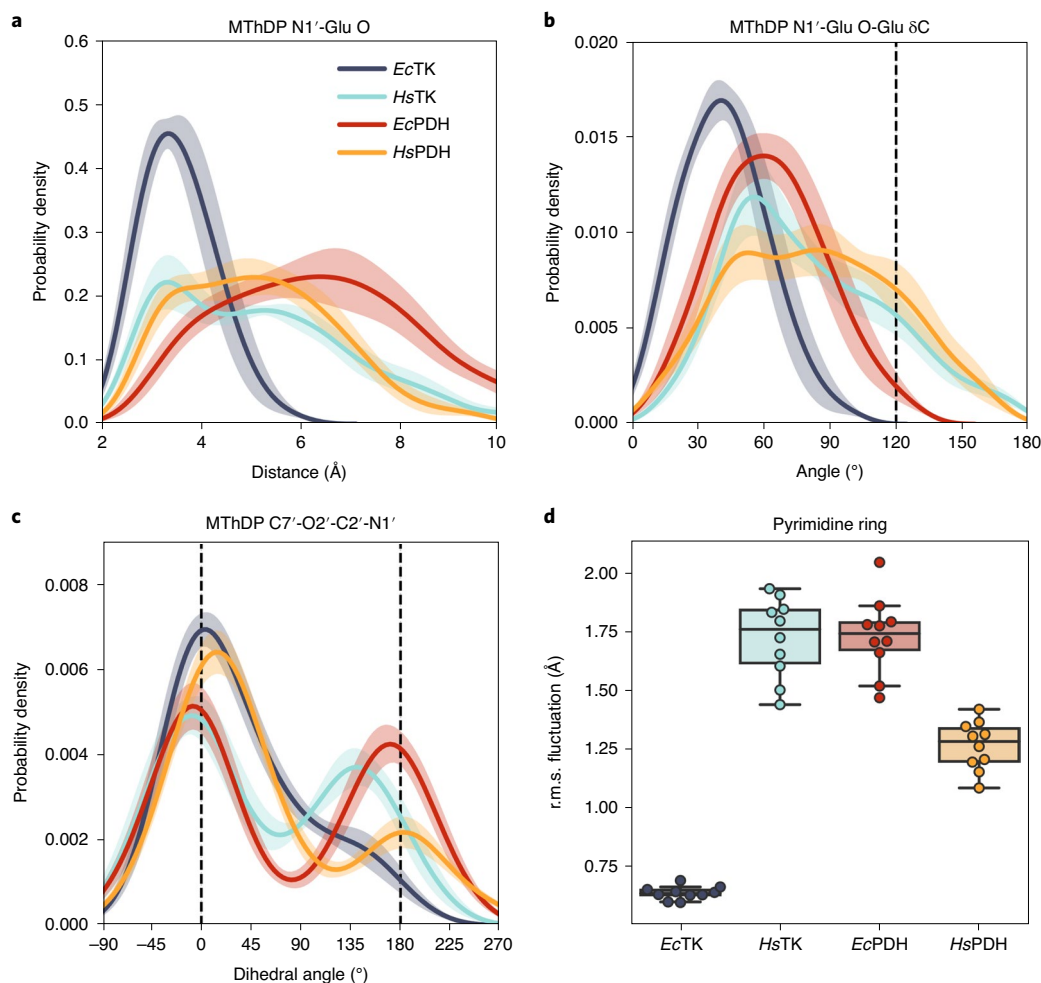 a
MThDP N1′-Glu O
0.6
0.5
0.4
0.3
0.2
0.1
0.0
Probability density
2 4 6 8 10
Distance (Å)
EcTK
HsTK
EcPDH
HsPDH
b
MThDP N1′-Glu O-Glu δC
0.020
0.015
0.010
0.005
0.000
Probability density
0 30 60 90 120 150 180
Angle (°)
c
MThDP C7′-O2′-C2′-N1′
0.008
0.006
0.004
0.002
0.000
Probability density
–90 –45 0 45 90 135 180 225 270
Dihedral angle (°)
d
Pyrimidine ring
2.00
1.75
1.50
1.25
1.00
0.75
r.m.s. fluctuation (Å)
EcTK HsTK EcPDH HsPDH